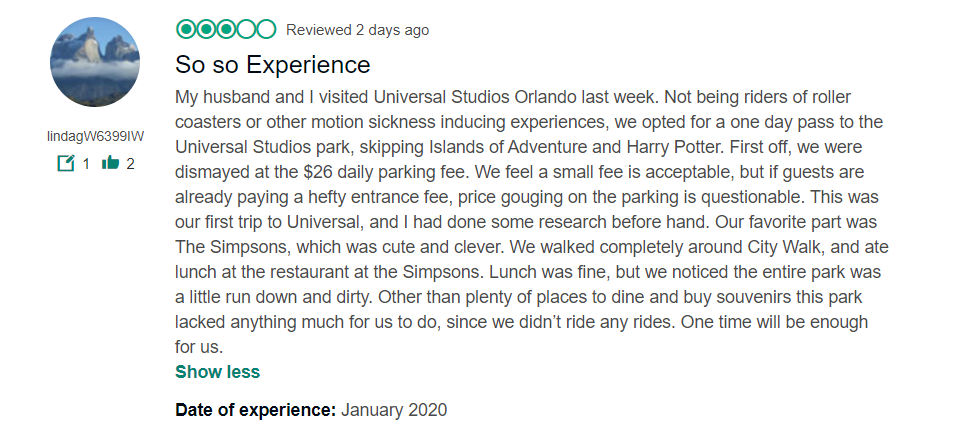 Reviewed 2 days ago
So so Experience
My husband and I visited Universal Studios Orlando last week. Not being riders of roller
coasters or other motion sickness inducing experiences, we opted for a one day pass to the
Universal Studios park, skipping Islands of Adventure and Harry Potter. First off, we were
dismayed at the $26 daily parking fee. We feel a small fee is acceptable, but if guests are
already paying a hefty entrance fee, price gouging on the parking is questionable. This was
our first trip to Universal, and I had done some research before hand. Our favorite part was
The Simpsons, which was cute and clever. We walked completely around City Walk, and ate
lunch at the restaurant at the Simpsons. Lunch was fine, but we noticed the entire park was
a little run down and dirty. Other than plenty of places to dine and buy souvenirs this park
lacked anything much for us to do, since we didn’t ride any rides. One time will be enough
for us.
Show less
Date of experience: January 2020
lindagW6399IW
1 2